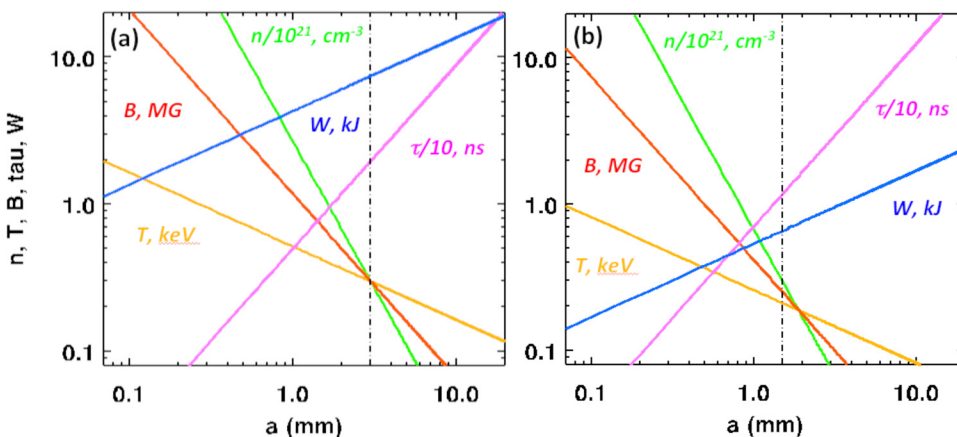 (a)
n/10²¹, cm⁻³
B, MG
W, kJ
τ/10, ns
T, keV
n, T, B, tau, W
10.0
1.0
0.1
0.1 1.0 10.0
a (mm)
(b)
n/10²¹, cm⁻³
τ/10, ns
B, MG
W, kJ
T, keV
10.0
1.0
0.1
0.1 1.0 10.0
a (mm)